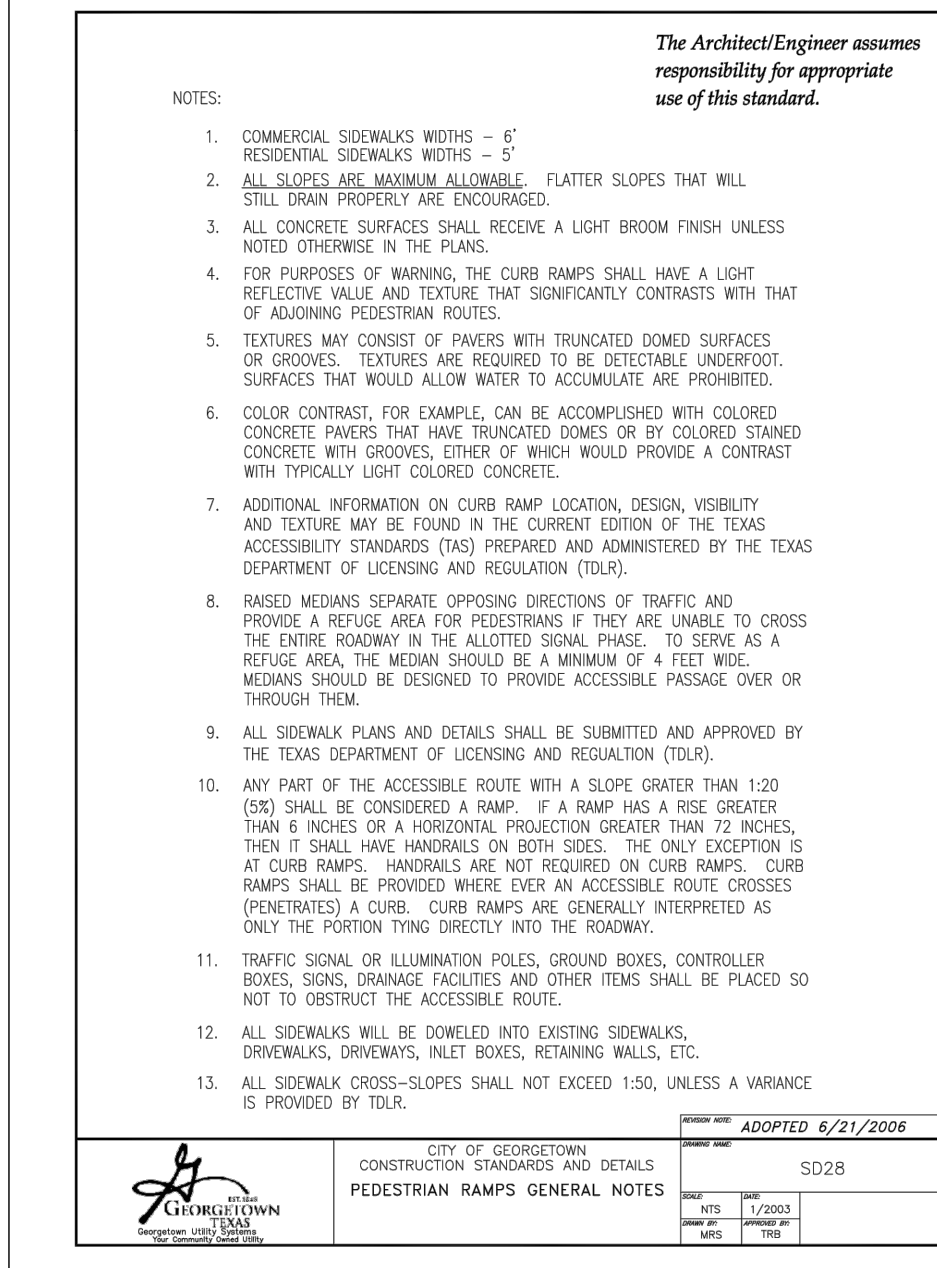 The Architect/Engineer assumes
responsibility for appropriate
use of this standard.
NOTES:
1. COMMERCIAL SIDEWALKS WIDTHS – 6'
RESIDENTIAL SIDEWALKS WIDTHS – 5'
2. ALL SLOPES ARE MAXIMUM ALLOWABLE. FLATTER SLOPES THAT WILL
STILL DRAIN PROPERLY ARE ENCOURAGED.
3. ALL CONCRETE SURFACES SHALL RECEIVE A LIGHT BROOM FINISH UNLESS
NOTED OTHERWISE IN THE PLANS.
4. FOR PURPOSES OF WARNING, THE CURB RAMPS SHALL HAVE A LIGHT
REFLECTIVE VALUE AND TEXTURE THAT SIGNIFICANTLY CONTRASTS WITH THAT
OF ADJOINING PEDESTRIAN ROUTES.
5. TEXTURES MAY CONSIST OF PAVERS WITH TRUNCATED DOMED SURFACES
OR GROOVES. TEXTURES ARE REQUIRED TO BE DETECTABLE UNDERFOOT.
SURFACES THAT WOULD ALLOW WATER TO ACCUMULATE ARE PROHIBITED.
6. COLOR CONTRAST, FOR EXAMPLE, CAN BE ACCOMPLISHED WITH COLORED
CONCRETE PAVERS THAT HAVE TRUNCATED DOMES OR BY COLORED STAINED
CONCRETE WITH GROOVES, EITHER OF WHICH WOULD PROVIDE A CONTRAST
WITH TYPICALLY LIGHT COLORED CONCRETE.
7. ADDITIONAL INFORMATION ON CURB RAMP LOCATION, DESIGN, VISIBILITY
AND TEXTURE MAY BE FOUND IN THE CURRENT EDITION OF THE TEXAS
ACCESSIBILITY STANDARDS (TAS) PREPARED AND ADMINISTERED BY THE TEXAS
DEPARTMENT OF LICENSING AND REGULATION (TDLR).
8. RAISED MEDIANS SEPARATE OPPOSING DIRECTIONS OF TRAFFIC AND
PROVIDE A REFUGE AREA FOR PEDESTRIANS IF THEY ARE UNABLE TO CROSS
THE ENTIRE ROADWAY IN THE ALLOTTED SIGNAL PHASE. TO SERVE AS A
REFUGE AREA, THE MEDIAN SHOULD BE A MINIMUM OF 4 FEET WIDE.
MEDIANS SHOULD BE DESIGNED TO PROVIDE ACCESSIBLE PASSAGE OVER OR
THROUGH THEM.
9. ALL SIDEWALK PLANS AND DETAILS SHALL BE SUBMITTED AND APPROVED BY
THE TEXAS DEPARTMENT OF LICENSING AND REGUALTION (TDLR).
10. ANY PART OF THE ACCESSIBLE ROUTE WITH A SLOPE GRATER THAN 1:20
(5%) SHALL BE CONSIDERED A RAMP. IF A RAMP HAS A RISE GREATER
THAN 6 INCHES OR A HORIZONTAL PROJECTION GREATER THAN 72 INCHES,
THEN IT SHALL HAVE HANDRAILS ON BOTH SIDES. THE ONLY EXCEPTION IS
AT CURB RAMPS. HANDRAILS ARE NOT REQUIRED ON CURB RAMPS. CURB
RAMPS SHALL BE PROVIDED WHERE EVER AN ACCESSIBLE ROUTE CROSSES
(PENETRATES) A CURB. CURB RAMPS ARE GENERALLY INTERPRETED AS
ONLY THE PORTION TYING DIRECTLY INTO THE ROADWAY.
11. TRAFFIC SIGNAL OR ILLUMINATION POLES, GROUND BOXES, CONTROLLER
BOXES, SIGNS, DRAINAGE FACILITIES AND OTHER ITEMS SHALL BE PLACED SO
NOT TO OBSTRUCT THE ACCESSIBLE ROUTE.
12. ALL SIDEWALKS WILL BE DOWELED INTO EXISTING SIDEWALKS,
DRIVEWALKS, DRIVEWAYS, INLET BOXES, RETAINING WALLS, ETC.
13. ALL SIDEWALK CROSS–SLOPES SHALL NOT EXCEED 1:50, UNLESS A VARIANCE
IS PROVIDED BY TDLR.
REVISION NOTE: ADOPTED 6/21/2006
EST. 1848
GEORGETOWN
TEXAS
Georgetown Utility Systems
Your Community Owned Utility
CITY OF GEORGETOWN
CONSTRUCTION STANDARDS AND DETAILS
PEDESTRIAN RAMPS GENERAL NOTES
DRAWING NAME:
SD28
SCALE: DATE:
NTS 1/2003
DRAWN BY: APPROVED BY:
MRS TRB